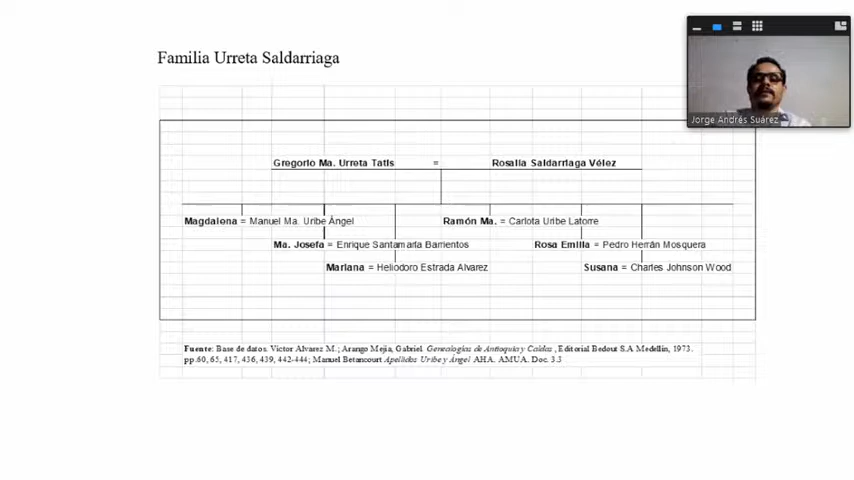 Familia Urreta Saldarriaga
Jorge Andrés Suárez
Gregorio Ma. Urreta Tatis = Rosalía Saldarriaga Vélez
Magdalena = Manuel Ma. Uribe Ángel Ramón Ma. = Carlota Uribe Latorre
Ma. Josefa = Enrique Santamaría Barrientos Rosa Emilia = Pedro Herrán Mosquera
Mariana = Heliodoro Estrada Alvarez Susana = Charles Johnson Wood
Fuente: Base de datos. Víctor Alvarez M.; Arango Mejía, Gabriel. Genealogías de Antioquia y Caldas , Editorial Bedout S.A Medellín, 1973.
pp.60, 65, 417, 436, 439, 442-444; Manuel Betancourt Apellidos Uribe y Ángel AHA. AMUA. Doc. 3.3